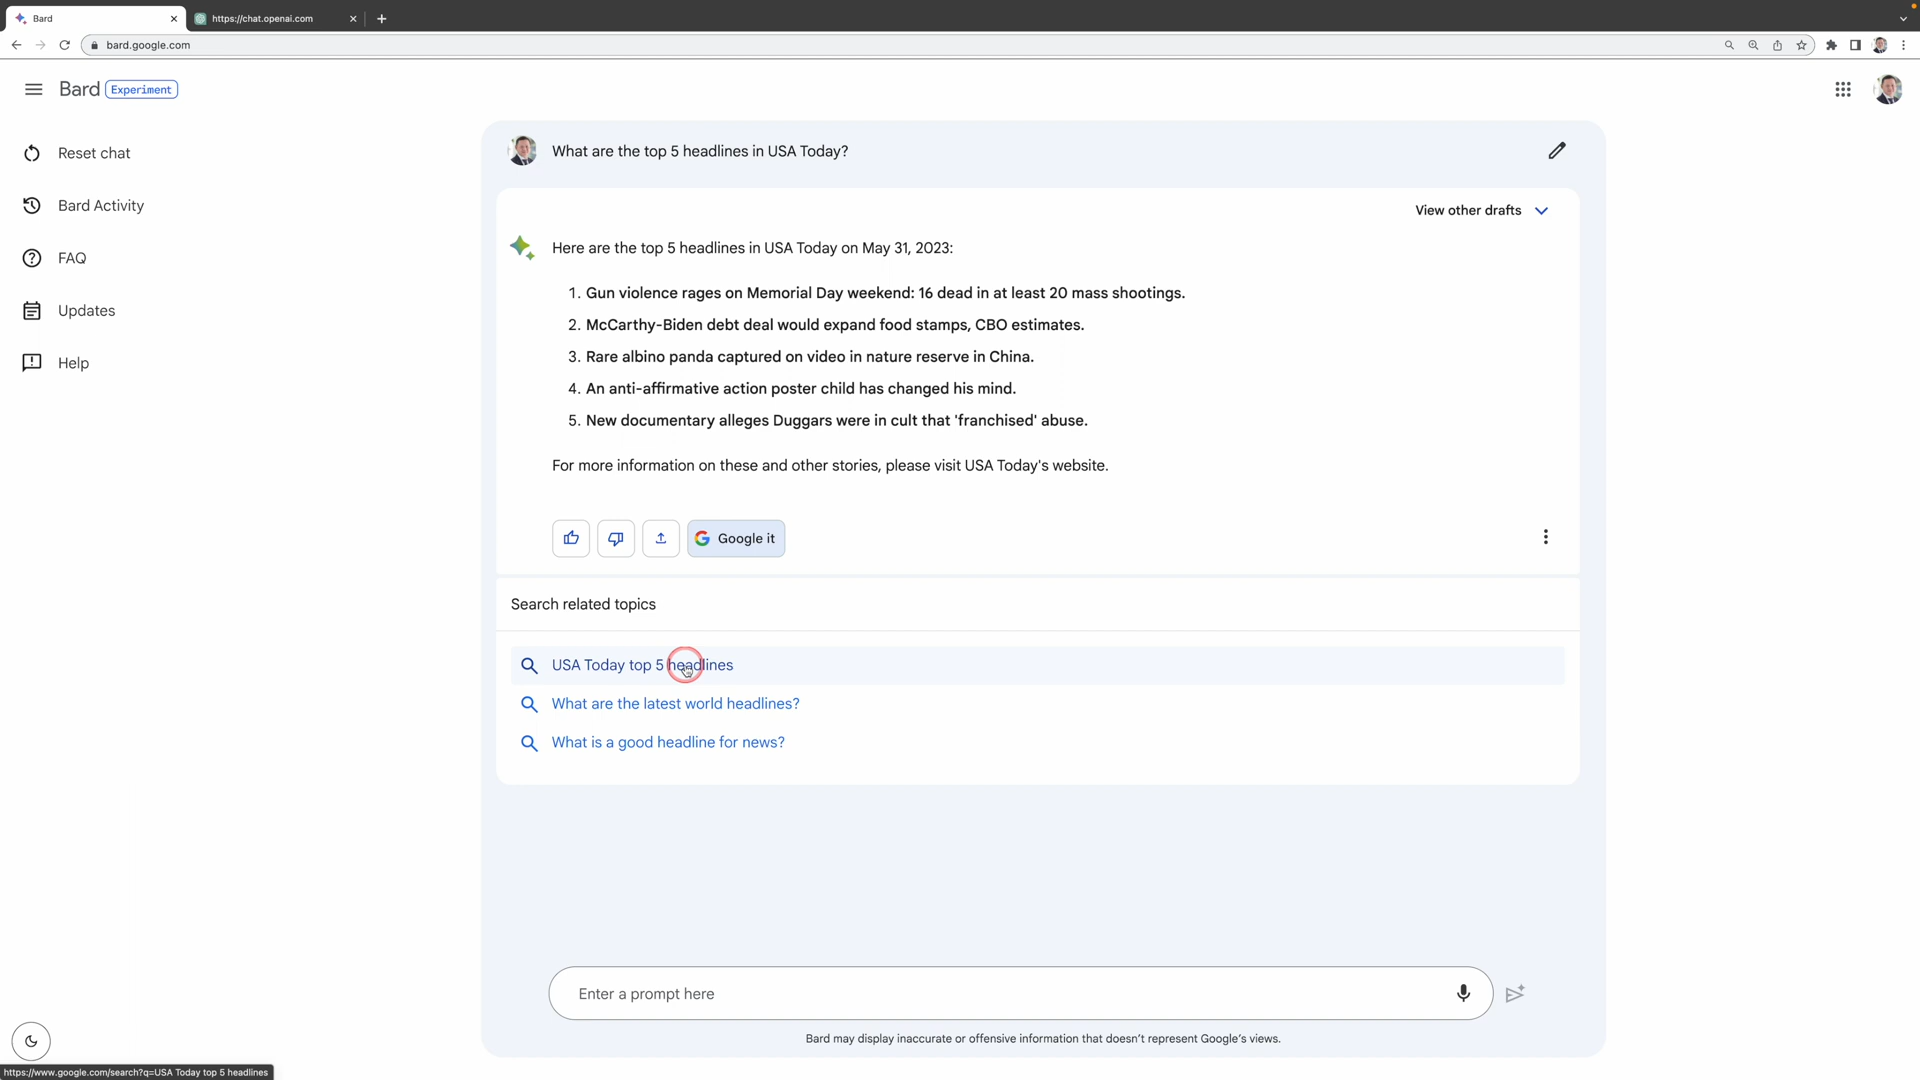 Bard
https://chat.openai.com
bard.google.com
Bard Experiment
Reset chat
Bard Activity
FAQ
Updates
Help
What are the top 5 headlines in USA Today?
View other drafts
Here are the top 5 headlines in USA Today on May 31, 2023:
1. Gun violence rages on Memorial Day weekend: 16 dead in at least 20 mass shootings.
2. McCarthy-Biden debt deal would expand food stamps, CBO estimates.
3. Rare albino panda captured on video in nature reserve in China.
4. An anti-affirmative action poster child has changed his mind.
5. New documentary alleges Duggars were in cult that 'franchised' abuse.
For more information on these and other stories, please visit USA Today's website.
Google it
Search related topics
USA Today top 5 headlines
What are the latest world headlines?
What is a good headline for news?
Enter a prompt here
Bard may display inaccurate or offensive information that doesn't represent Google's views.
https://www.google.com/search?q=USA Today top 5 headlines